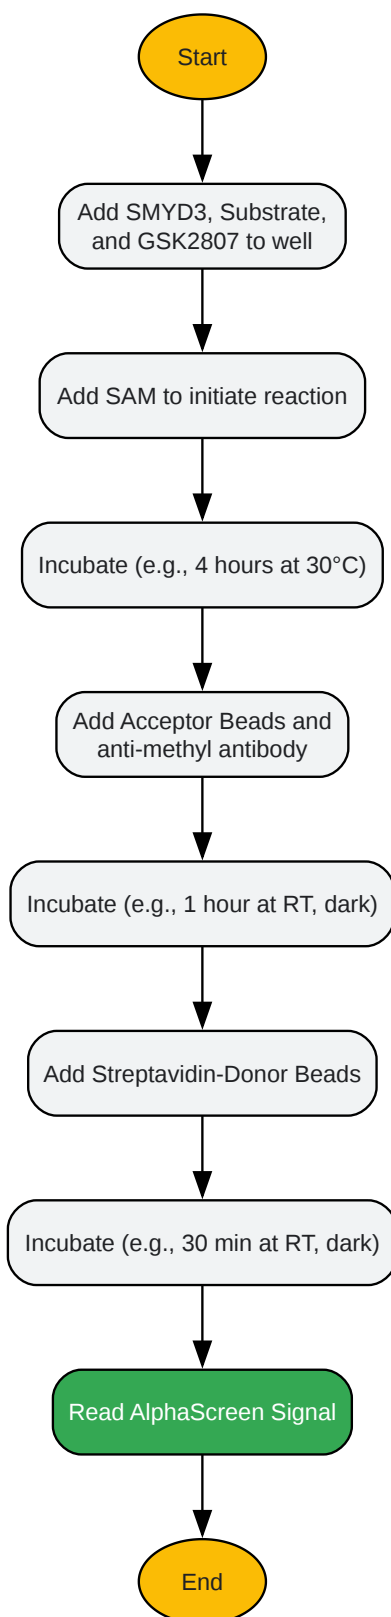 Start
Add SMYD3, Substrate,
and GSK2807 to well
Add SAM to initiate reaction
Incubate (e.g., 4 hours at 30°C)
Add Acceptor Beads and
anti-methyl antibody
Incubate (e.g., 1 hour at RT, dark)
Add Streptavidin-Donor Beads
Incubate (e.g., 30 min at RT, dark)
Read AlphaScreen Signal
End